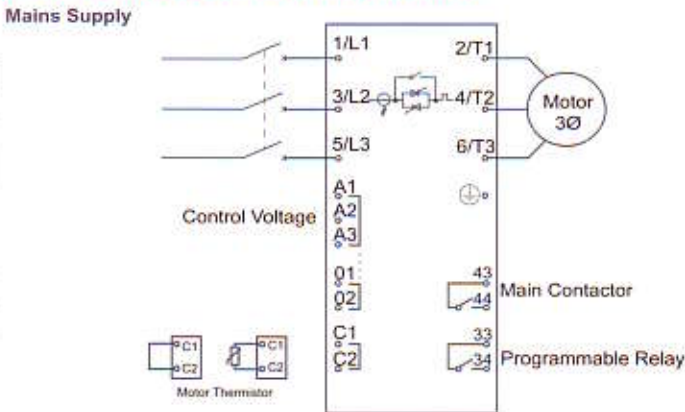 Mains Supply
1/L1 2/T1
3/L2 4/T2
Motor
3Ø
5/L3 6/T3
A1
Control Voltage A2
A3
01 43
02 44 Main Contactor
C1 33
C2 34 Programmable Relay
C1 C1
C2 C2
Motor Thermistor